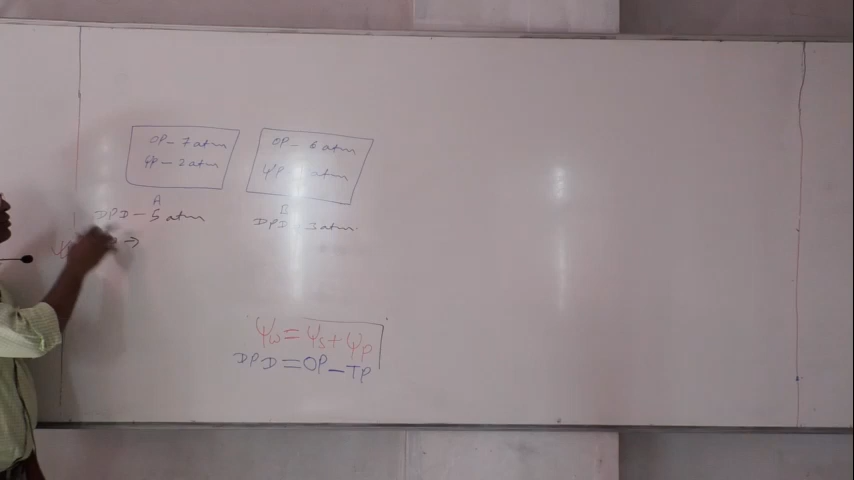 OP - 7 atm
ψp - 2 atm
A
DPD - 5 atm
→
OP - 6 atm
ψp atm
B
DPD 3 atm.
ψw = ψs + ψp
DPD = OP - TP